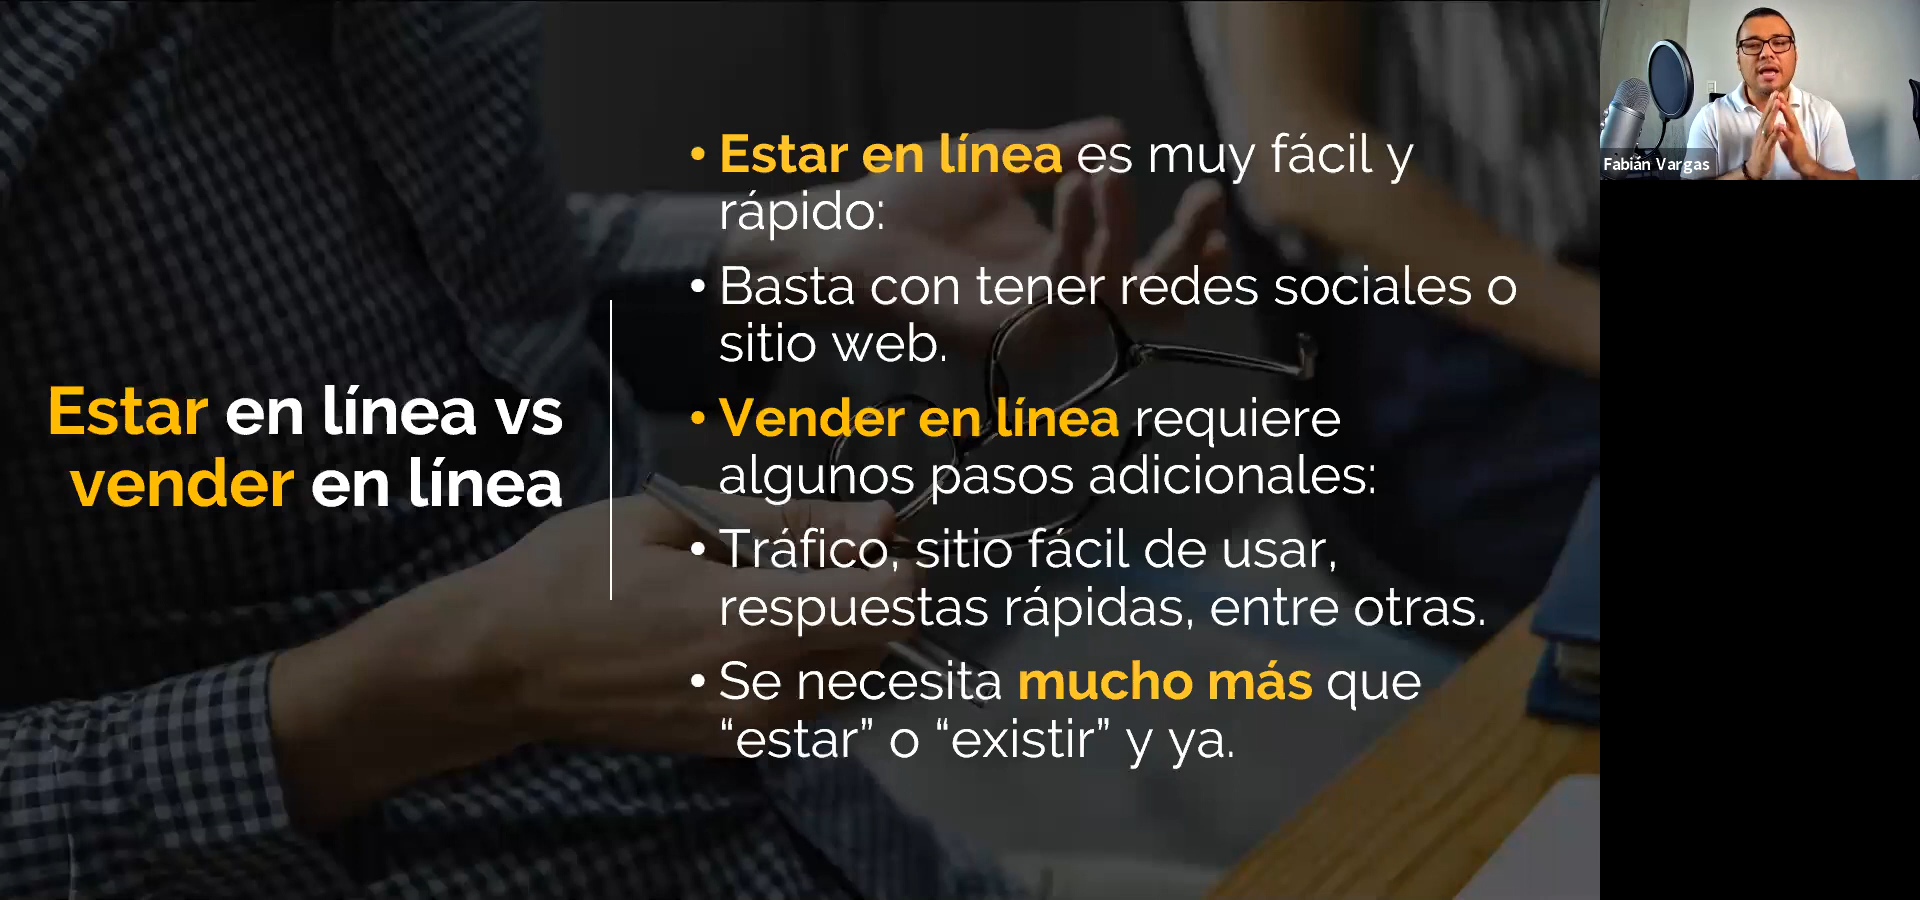 Estar en línea vs
vender en línea
• Estar en línea es muy fácil y
rápido:
• Basta con tener redes sociales o
sitio web.
• Vender en línea requiere
algunos pasos adicionales:
• Tráfico, sitio fácil de usar,
respuestas rápidas, entre otras.
• Se necesita mucho más que
“estar” o “existir” y ya.
Fabián Vargas